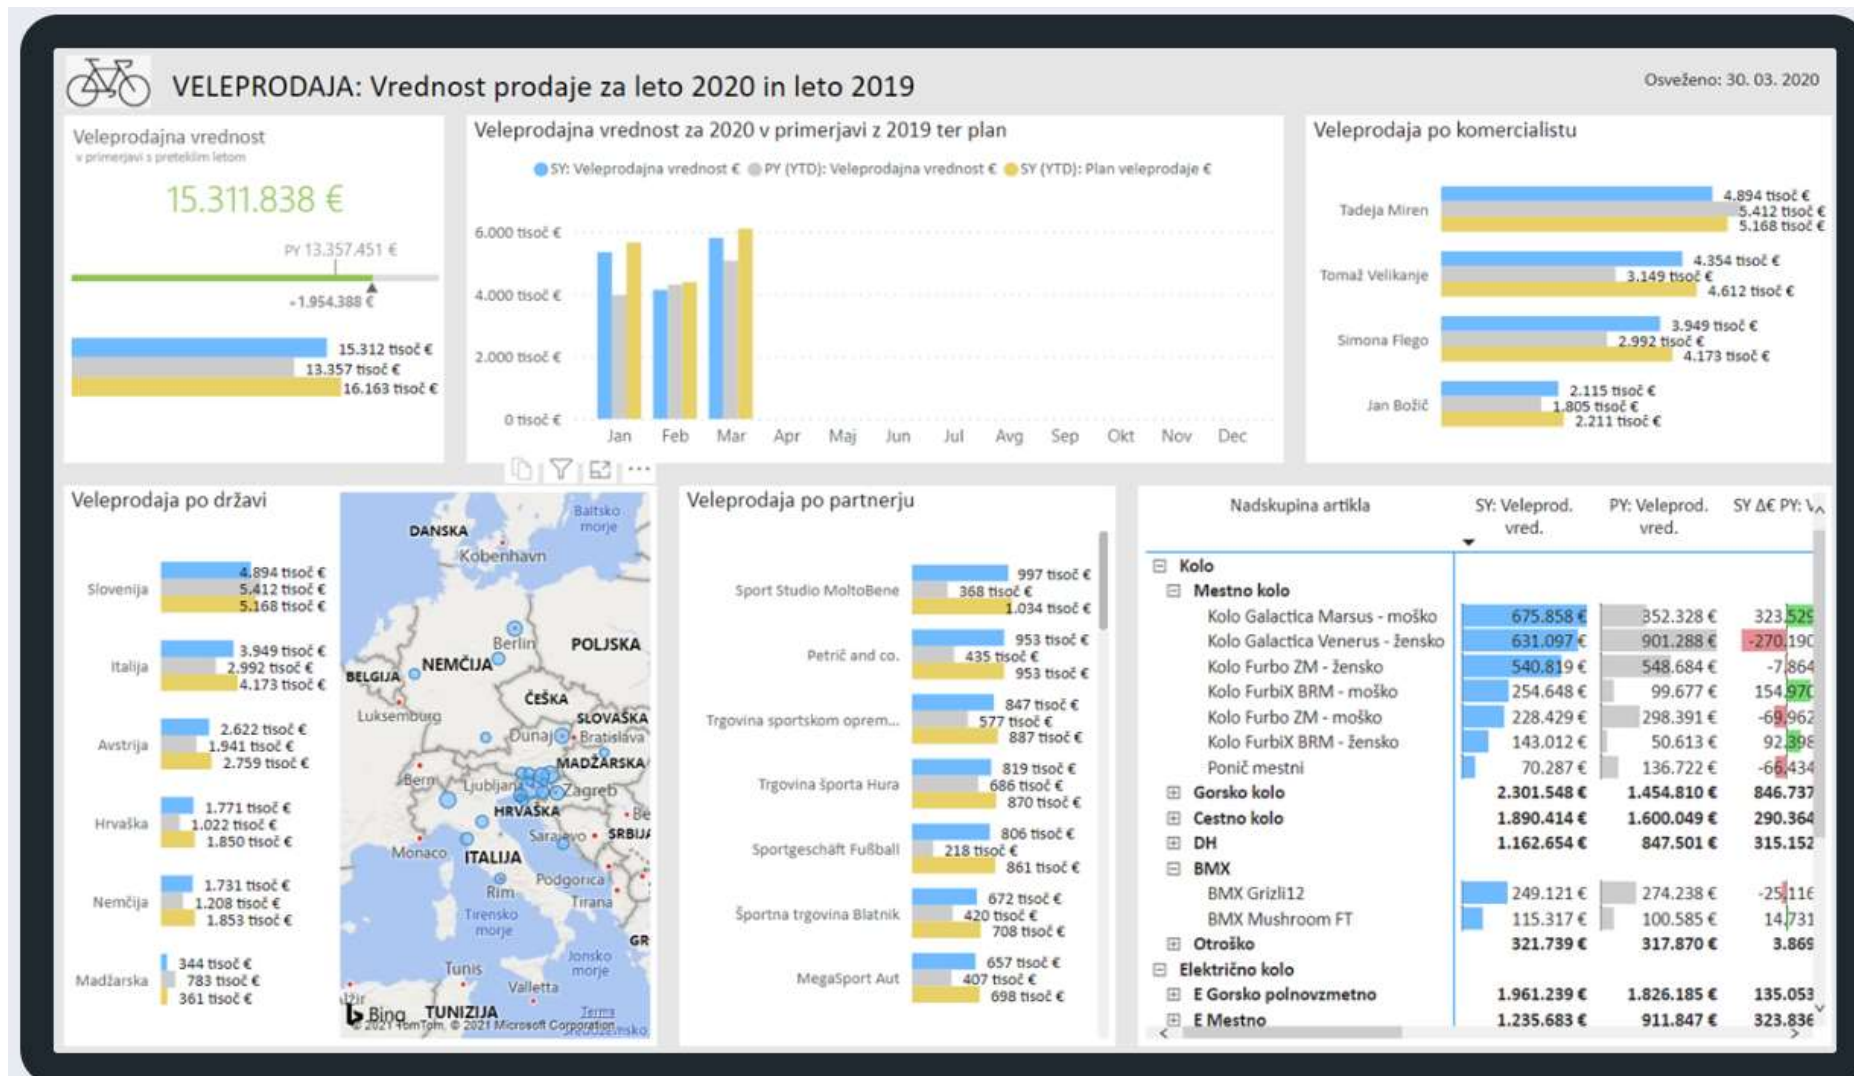 VELEPRODAJA: Vrednost prodaje za leto 2020 in leto 2019
Osveženo: 30. 03. 2020
Veleprodajna vrednost
v primerjavi s preteklim letom
15.311.838 €
PY 13.357.451 €
+1.954.388 €
15.312 tisoč €
13.357 tisoč €
16.163 tisoč €
Veleprodajna vrednost za 2020 v primerjavi z 2019 ter plan
SY: Veleprodajna vrednost € PY (YTD): Veleprodajna vrednost € SY (YTD): Plan veleprodaje €
6.000 tisoč €
4.000 tisoč €
2.000 tisoč €
0 tisoč €
Jan Feb Mar Apr Maj Jun Jul Avg Sep Okt Nov Dec
Veleprodaja po komercialistu
Tadeja Miren
4.894 tisoč €
5.412 tisoč €
5.168 tisoč €
Tomaž Velikanje
4.354 tisoč €
3.149 tisoč €
4.612 tisoč €
Simona Flego
3.949 tisoč €
2.992 tisoč €
4.173 tisoč €
Jan Božič
2.115 tisoč €
1.805 tisoč €
2.211 tisoč €
Veleprodaja po državi
Slovenija
4.894 tisoč €
5.412 tisoč €
5.168 tisoč €
Italija
3.949 tisoč €
2.992 tisoč €
4.173 tisoč €
Avstrija
2.622 tisoč €
1.941 tisoč €
2.759 tisoč €
Hrvaška
1.771 tisoč €
1.022 tisoč €
1.850 tisoč €
Nemčija
1.731 tisoč €
1.208 tisoč €
1.853 tisoč €
Madžarska
344 tisoč €
783 tisoč €
361 tisoč €
Baltsko
morje
DANSKA
København
Berlin
POLJSKA
NEMČIJA
BELGIJA
ČEŠKA
Luksemburg
SLOVAŠKA
Dunaj
Bratislava
MADŽARSKA
Bern
Ljubljana
Zagreb
HRVAŠKA
Be
Sarajevo
SRBIJA
Monaco
ITALIJA
Rim
Podgorica
Tirana
Tirensko
morje
GR
Jonsko
morje
Tunis
Valletta
TUNIZIJA
Bing
Terms
© 2021 TomTom, © 2021 Microsoft Corporation
Veleprodaja po partnerju
Sport Studio MoltoBene
997 tisoč €
368 tisoč €
1.034 tisoč €
Petrič and co.
953 tisoč €
435 tisoč €
953 tisoč €
Trgovina sportskom oprem...
847 tisoč €
577 tisoč €
887 tisoč €
Trgovina športa Hura
819 tisoč €
686 tisoč €
870 tisoč €
Sportgeschäft Fußball
806 tisoč €
218 tisoč €
861 tisoč €
Športna trgovina Blatnik
672 tisoč €
420 tisoč €
708 tisoč €
MegaSport Aut
657 tisoč €
407 tisoč €
698 tisoč €
Nadskupina artikla SY: Veleprod. PY: Veleprod. SY Δ€ PY:
vred. vred.
Kolo
Mestno kolo
Kolo Galactica Marsus - moško 675.858 € 352.328 € 323.529
Kolo Galactica Venerus - žensko 631.097 € 901.288 € -270.190
Kolo Furbo ZM - žensko 540.819 € 548.684 € -7.864
Kolo FurbiX BRM - moško 254.648 € 99.677 € 154.970
Kolo Furbo ZM - moško 228.429 € 298.391 € -69.962
Kolo FurbiX BRM - žensko 143.012 € 50.613 € 92.398
Ponič mestni 70.287 € 136.722 € -66.434
Gorsko kolo 2.301.548 € 1.454.810 € 846.737
Cestno kolo 1.890.414 € 1.600.049 € 290.364
DH 1.162.654 € 847.501 € 315.152
BMX
BMX Grizli12 249.121 € 274.238 € -25.116
BMX Mushroom FT 115.317 € 100.585 € 14.731
Otroško 321.739 € 317.870 € 3.869
Električno kolo
E Gorsko polnovzmetno 1.961.239 € 1.826.185 € 135.053
E Mestno 1.235.683 € 911.847 € 323.836